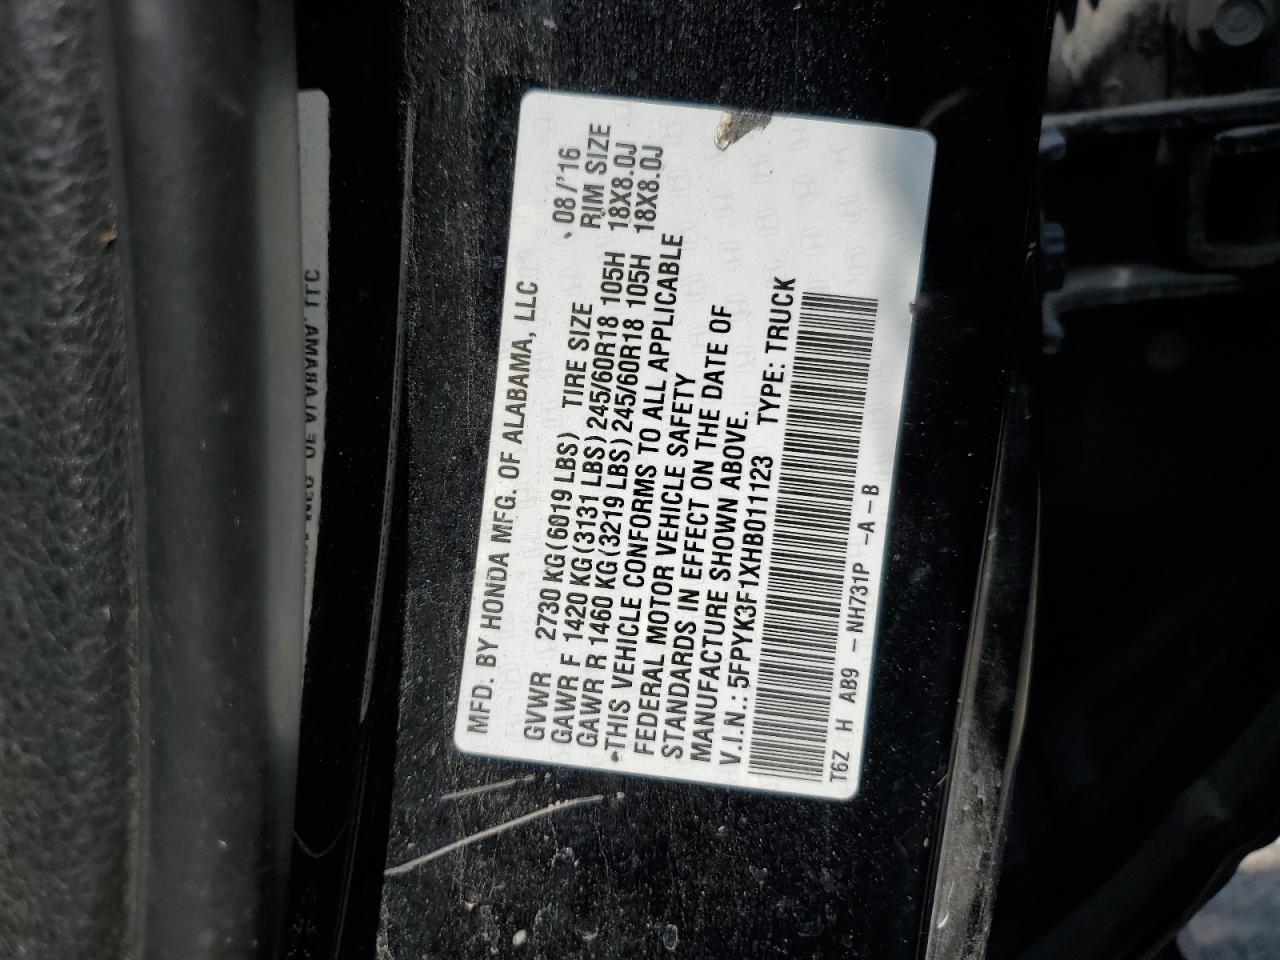 MFD. BY HONDA MFG. OF ALABAMA, LLC
08/'16
GVWR 2730 KG (6019 LBS) TIRE SIZE RIM SIZE
GAWR F 1420 KG (3131 LBS) 245/60R18 105H 18X8.0J
GAWR R 1460 KG (3219 LBS) 245/60R18 105H 18X8.0J
THIS VEHICLE CONFORMS TO ALL APPLICABLE
FEDERAL MOTOR VEHICLE SAFETY
STANDARDS IN EFFECT ON THE DATE OF
MANUFACTURE SHOWN ABOVE.
V.I.N.: 5FPYK3F1XHB011123 TYPE: TRUCK
T6Z H AB9 - NH731P -A-B
OF ALABAMA, LLC